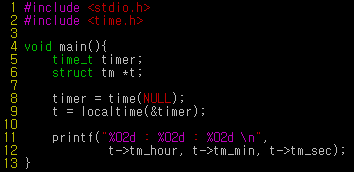 1 #include <stdio.h>
2 #include <time.h>
3
4 void main(){
5     time_t timer;
6     struct tm *t;
7
8     timer = time(NULL);
9     t = localtime(&timer);
10
11     printf("%02d : %02d : %02d \n",
12             t->tm_hour, t->tm_min, t->tm_sec);
13 }